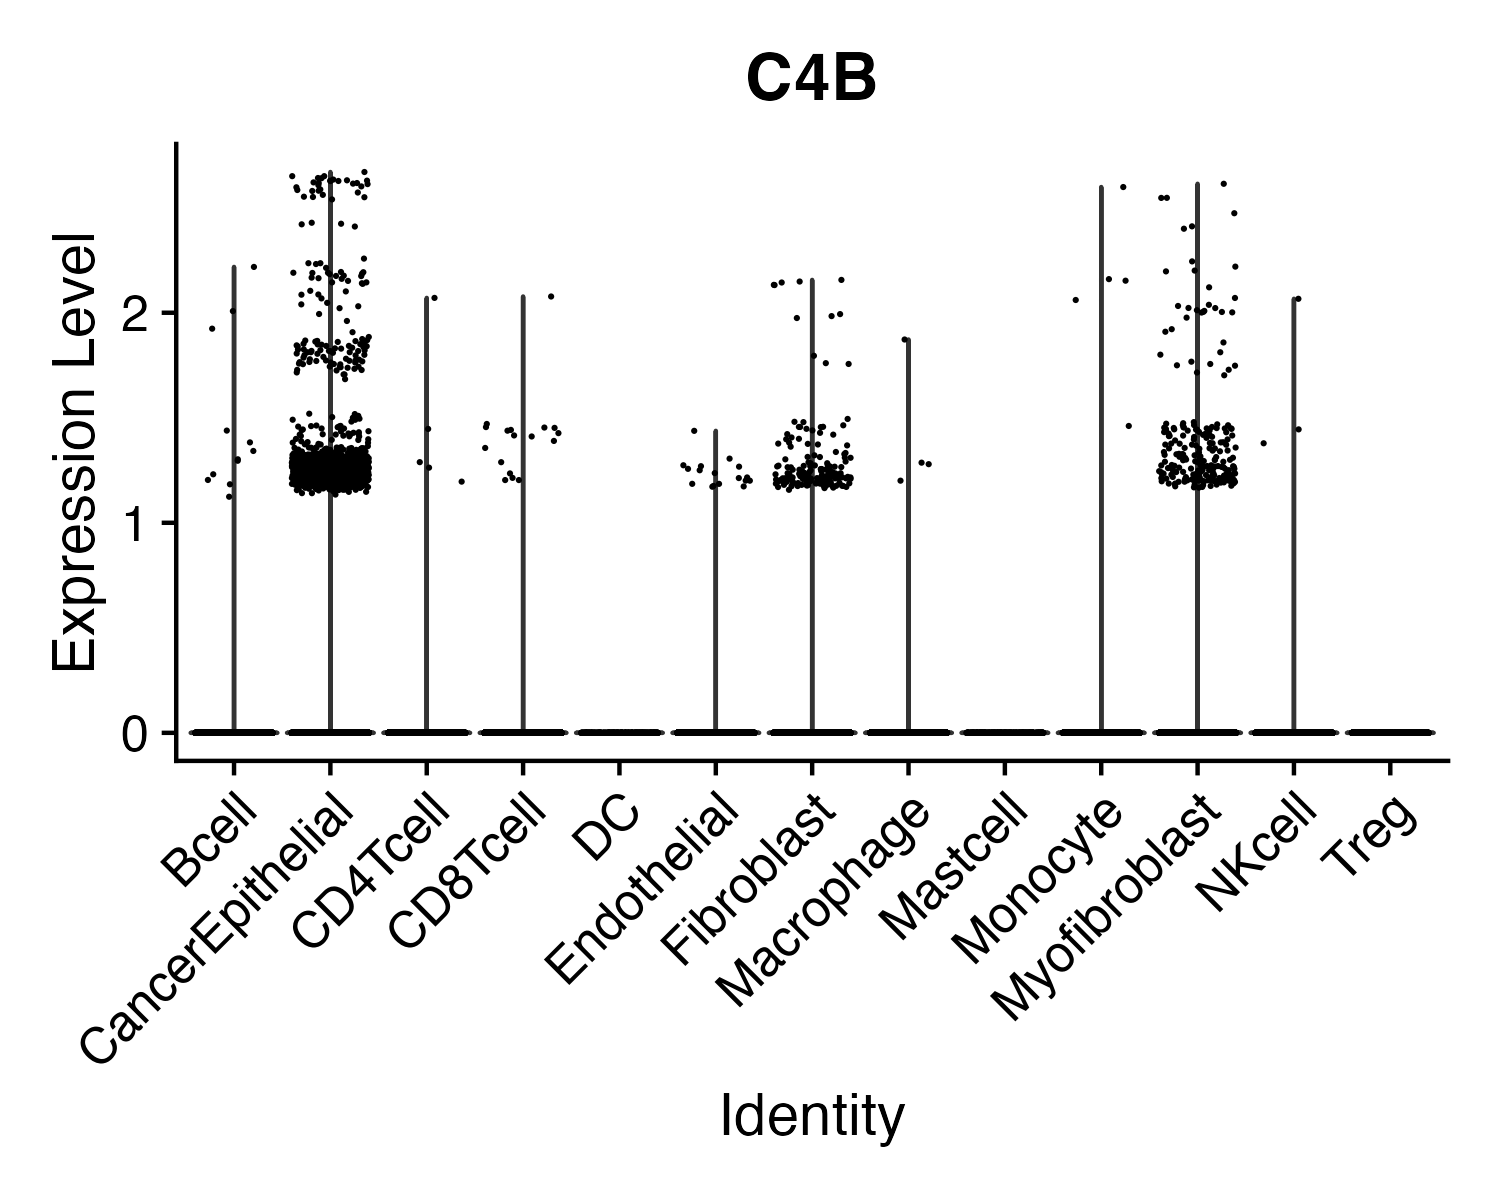 C4B
Expression Level
2
1
0
Bcell
CancerEpithelial
CD4Tcell
CD8Tcell
DC
Endothelial
Fibroblast
Macrophage
Mastcell
Monocyte
Myofibroblast
NKcell
Treg
Identity